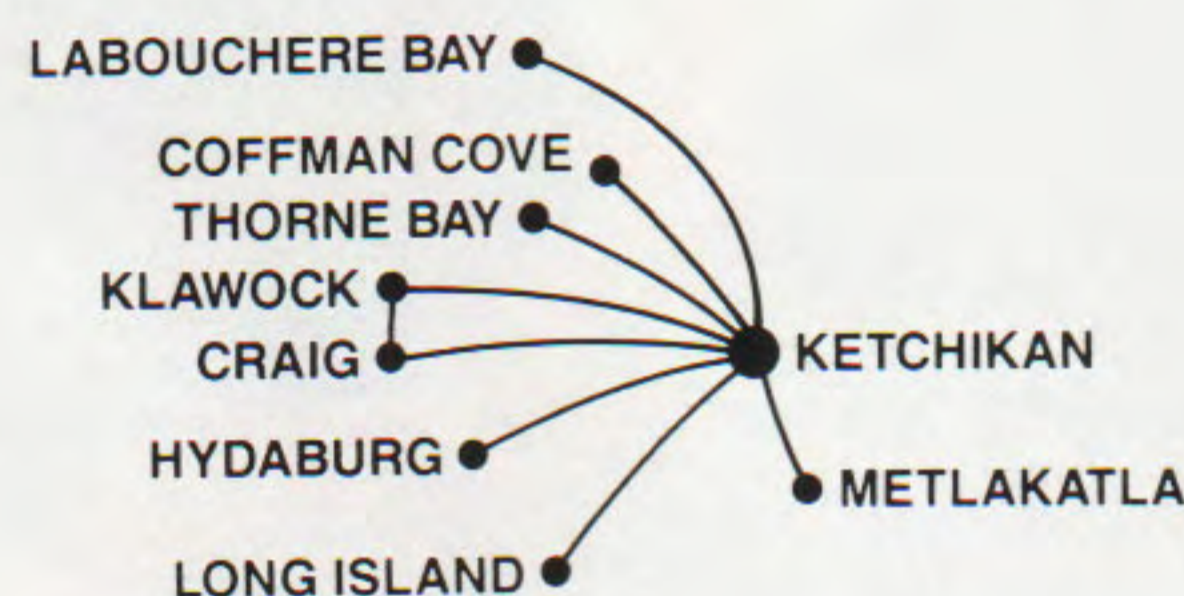 LABOUCHERE BAY
COFFMAN COVE
THORNE BAY
KLAWOCK
CRAIG
KETCHIKAN
HYDABURG
METLAKATLA
LONG ISLAND